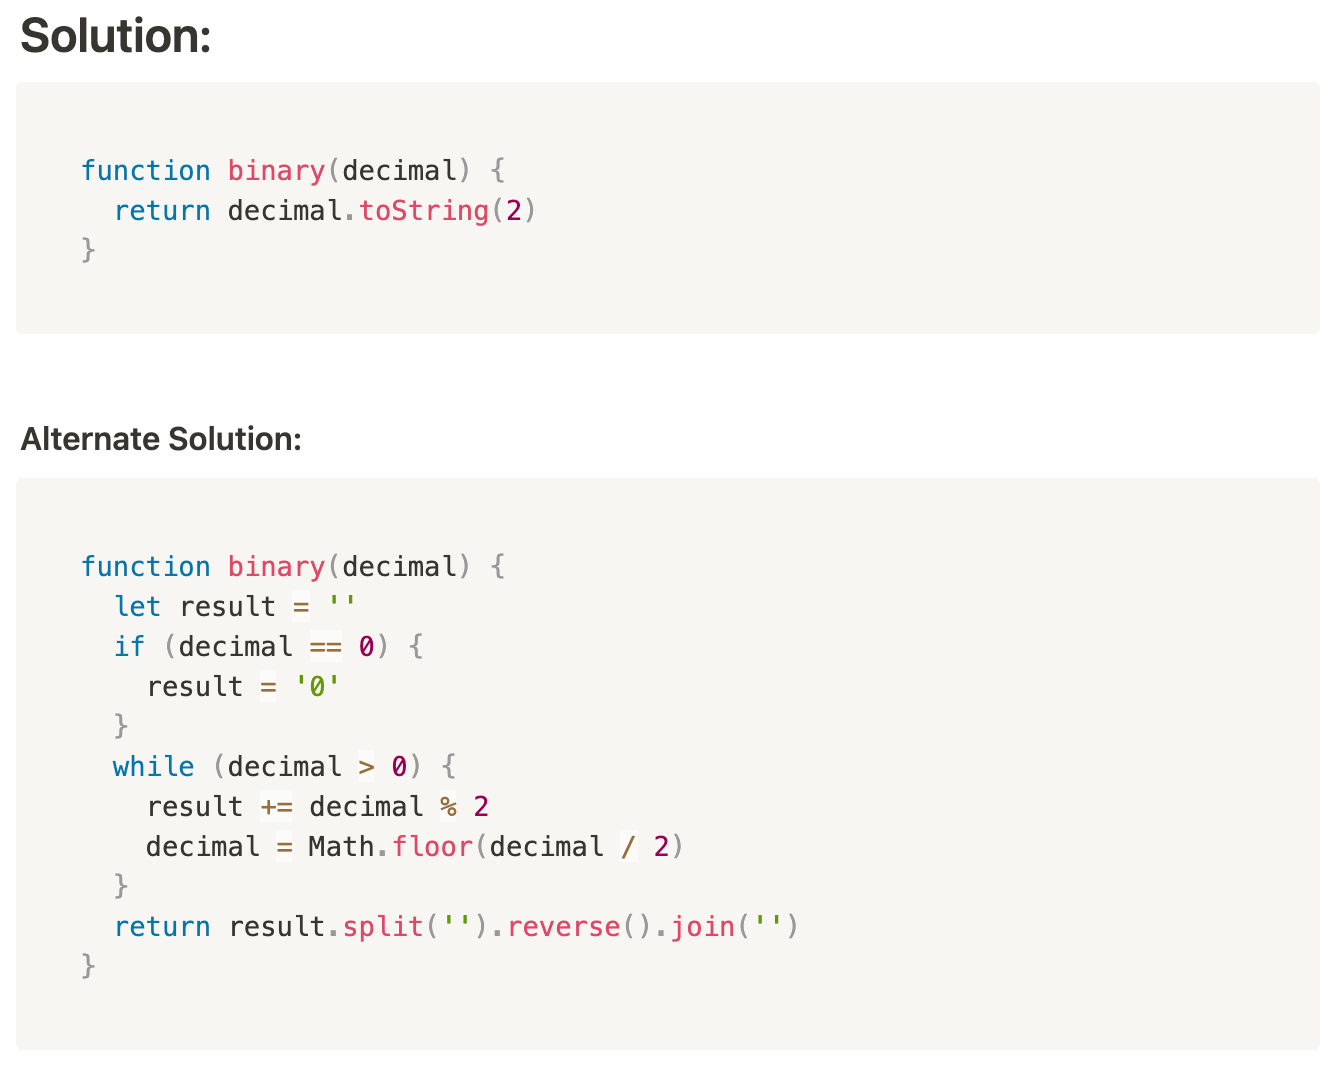 Solution:
function binary(decimal) {
  return decimal.toString(2)
}
Alternate Solution:
function binary(decimal) {
  let result = ''
  if (decimal == 0) {
    result = '0'
  }
  while (decimal > 0) {
    result += decimal % 2
    decimal = Math.floor(decimal / 2)
  }
  return result.split('').reverse().join('')
}